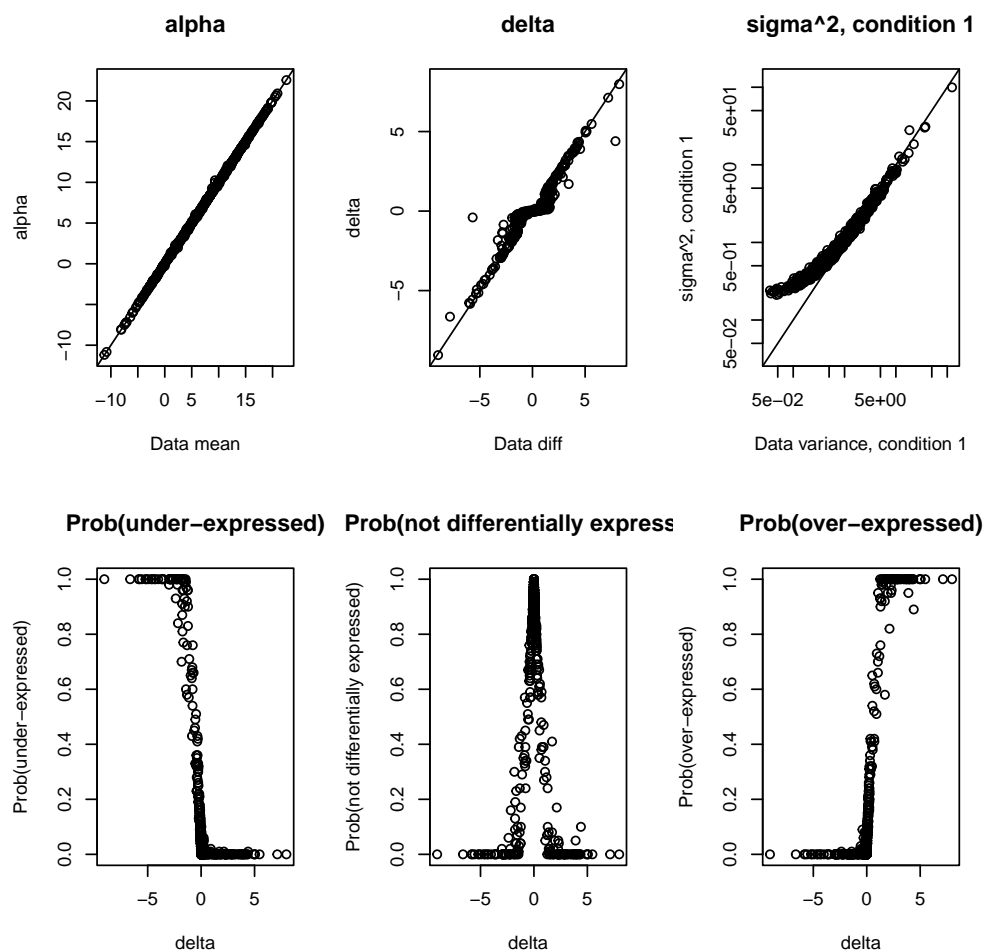 alpha
delta
sigma^2, condition 1
alpha
−10
0
5
10
15
20
−10
0
5
15
Data mean
delta
−5
0
5
−5
0
5
Data diff
sigma^2, condition 1
5e−02
5e−01
5e+00
5e+01
5e−02
5e+00
Data variance, condition 1
Prob(under−expressed)
Prob(not differentially express
Prob(over−expressed)
Prob(under−expressed)
0.0
0.2
0.4
0.6
0.8
1.0
−5
0
5
delta
Prob(not differentially expressed)
0.0
0.2
0.4
0.6
0.8
1.0
−5
0
5
delta
Prob(over−expressed)
0.0
0.2
0.4
0.6
0.8
1.0
−5
0
5
delta